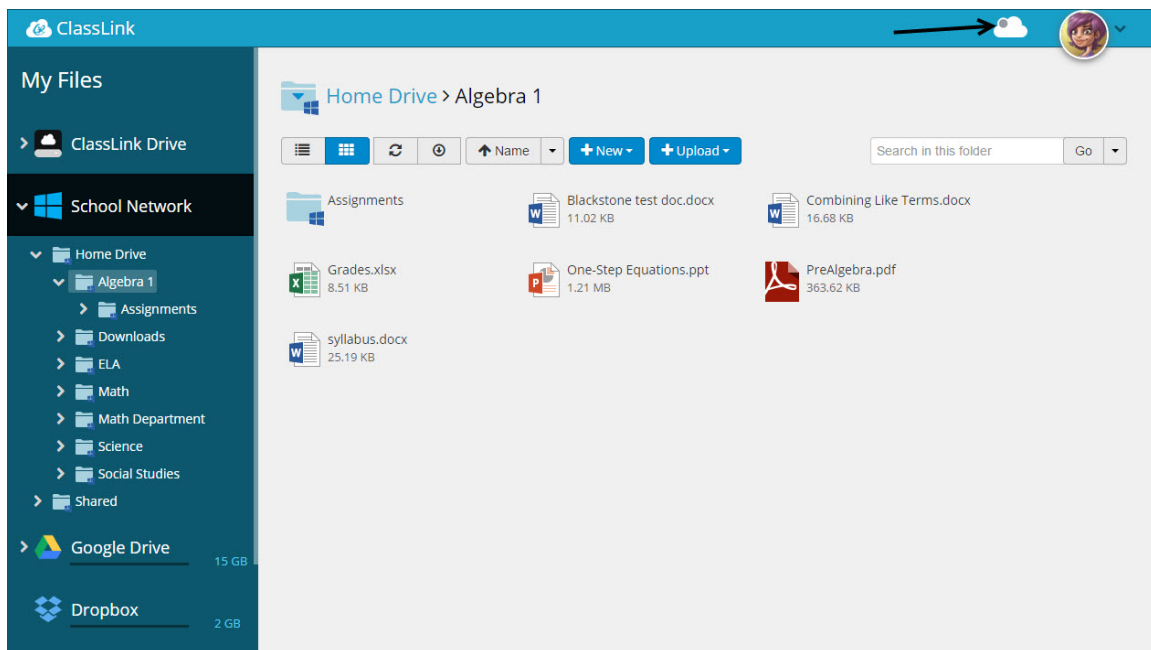 ClassLink
My Files
ClassLink Drive
School Network
Home Drive
Algebra 1
Assignments
Downloads
ELA
Math
Math Department
Science
Social Studies
Shared
Google Drive
15 GB
Dropbox
2 GB
Home Drive > Algebra 1
Name
New
Upload
Search in this folder
Go
Assignments
Blackstone test doc.docx
11.02 KB
Combining Like Terms.docx
16.68 KB
Grades.xlsx
8.51 KB
One-Step Equations.ppt
1.21 MB
PreAlgebra.pdf
363.62 KB
syllabus.docx
25.19 KB